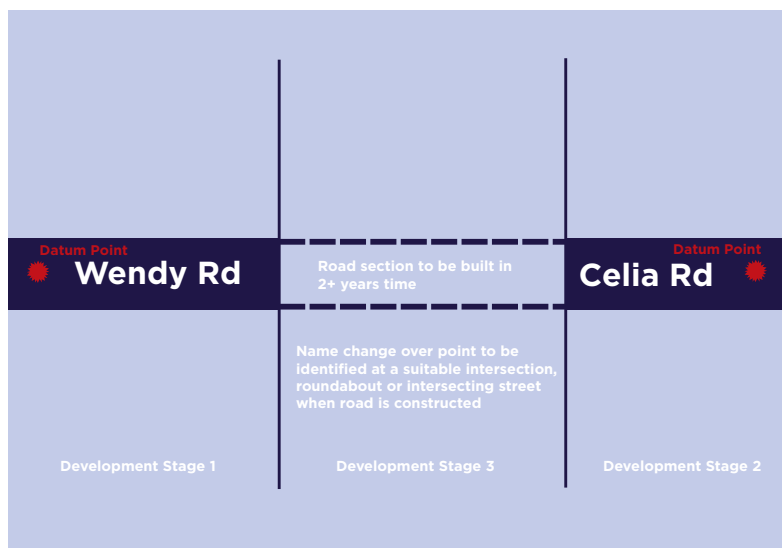 Datum Point
Wendy Rd
Road section to be built in
2+ years time
Datum Point
Celia Rd
Name change over point to be
identified at a suitable intersection,
roundabout or intersecting street
when road is constructed
Development Stage 1
Development Stage 3
Development Stage 2